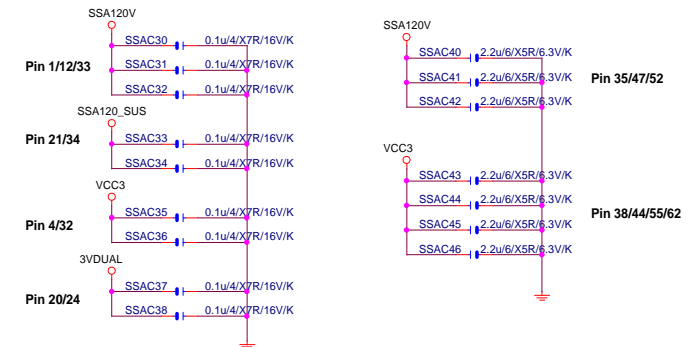 SSA120V
SSAC30 0.1u/4/X7R/16V/K
Pin 1/12/33
SSAC31 0.1u/4/X7R/16V/K
SSAC32 0.1u/4/X7R/16V/K
SSA120_SUS
Pin 21/34
SSAC33 0.1u/4/X7R/16V/K
SSAC34 0.1u/4/X7R/16V/K
VCC3
Pin 4/32
SSAC35 0.1u/4/X7R/16V/K
SSAC36 0.1u/4/X7R/16V/K
3VDUAL
Pin 20/24
SSAC37 0.1u/4/X7R/16V/K
SSAC38 0.1u/4/X7R/16V/K
SSA120V
SSAC40 2.2u/6/X5R/6.3V/K
SSAC41 2.2u/6/X5R/6.3V/K
Pin 35/47/52
SSAC42 2.2u/6/X5R/6.3V/K
VCC3
SSAC43 2.2u/6/X5R/6.3V/K
SSAC44 2.2u/6/X5R/6.3V/K
Pin 38/44/55/62
SSAC45 2.2u/6/X5R/6.3V/K
SSAC46 2.2u/6/X5R/6.3V/K